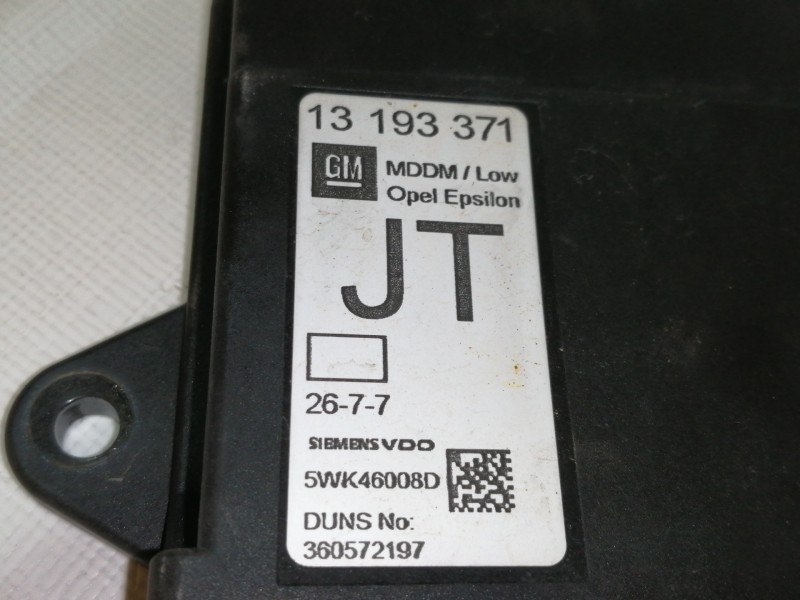 13 193 371
GM MDDM / Low
Opel Epsilon
JT
26-7-7
SIEMENS VDO
5WK46008D
DUNS No:
360572197